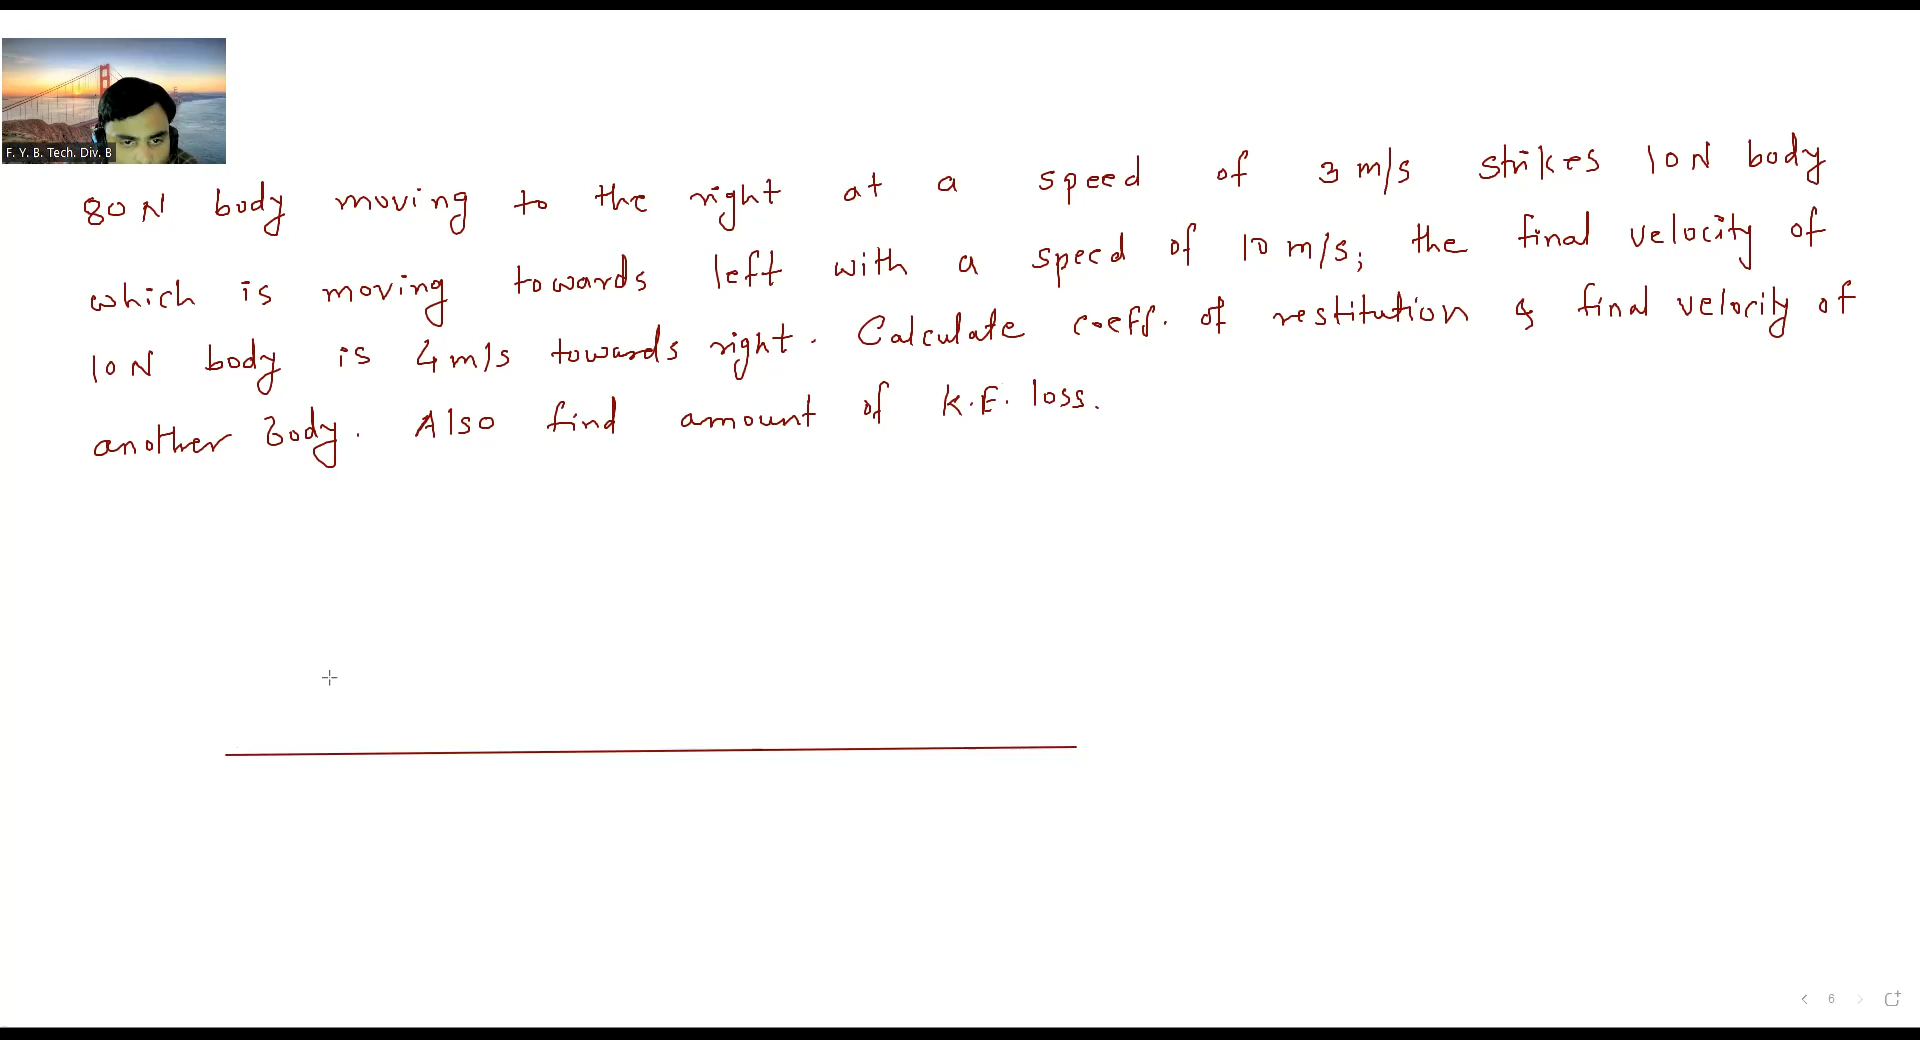 F. Y. B. Tech. Div. B
80 N body moving to the right at a speed of 3 m/s strikes 10 N body
which is moving towards left with a speed of 10 m/s; the final velocity of
10 N body is 4 m/s towards right. Calculate coeff. of restitution & final velocity of
another body. Also find amount of K.E. loss.
6